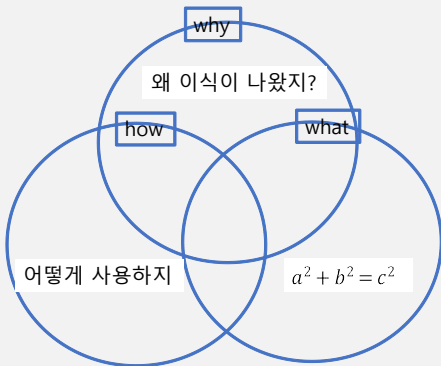 why
왜 이식이 나왔지?
how
what
어떻게 사용하지
a² + b² = c²